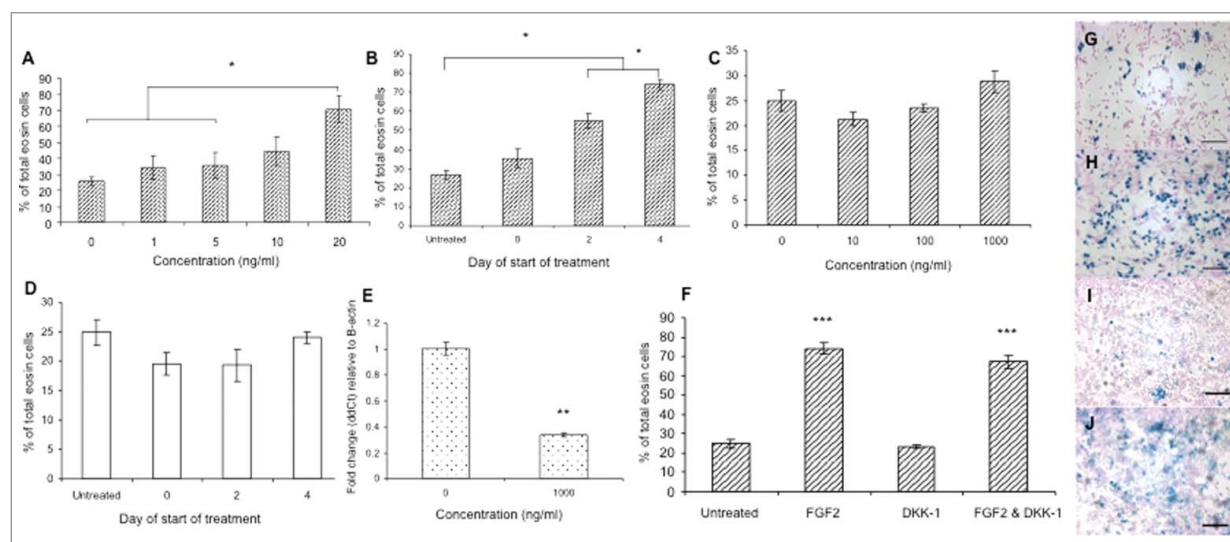 A
*
% of total eosin cells
90
80
70
60
50
40
30
20
10
0
0 1 5 10 20
Concentration (ng/ml)
B
*
*
% of total eosin cells
90
80
70
60
50
40
30
20
10
0
Untreated 0 2 4
Day of start of treatment
C
% of total eosin cells
35
30
25
20
15
10
5
0
0 10 100 1000
Concentration (ng/ml)
D
% of total eosin cells
30
25
20
15
10
5
0
Untreated 0 2 4
Day of start of treatment
E
**
Fold change (ddCt) relative to B-actin
1.2
1
0.8
0.6
0.4
0.2
0
0 1000
Concentration (ng/ml)
F
*** ***
% of total eosin cells
90
80
70
60
50
40
30
20
10
0
Untreated FGF2 DKK-1 FGF2 & DKK-1
G
H
I
J